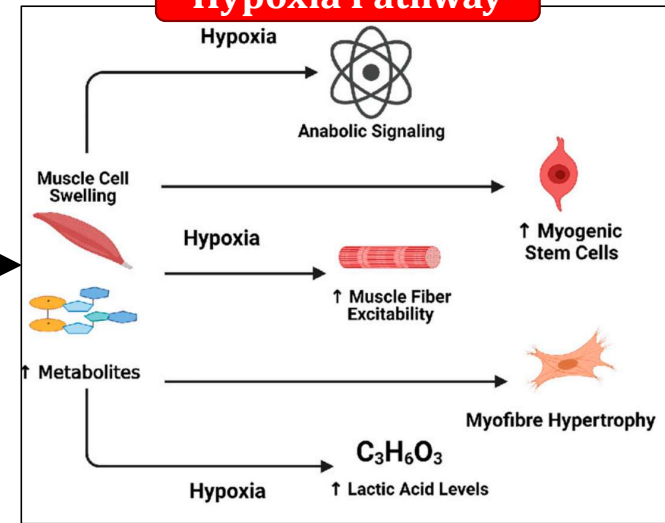 Hypoxia Pathway
Hypoxia
Anabolic Signaling
Muscle Cell
Swelling
↑ Myogenic
Stem Cells
Hypoxia
↑ Muscle Fiber
Excitability
↑ Metabolites
Myofibre Hypertrophy
C₃H₆O₃
Hypoxia
↑ Lactic Acid Levels